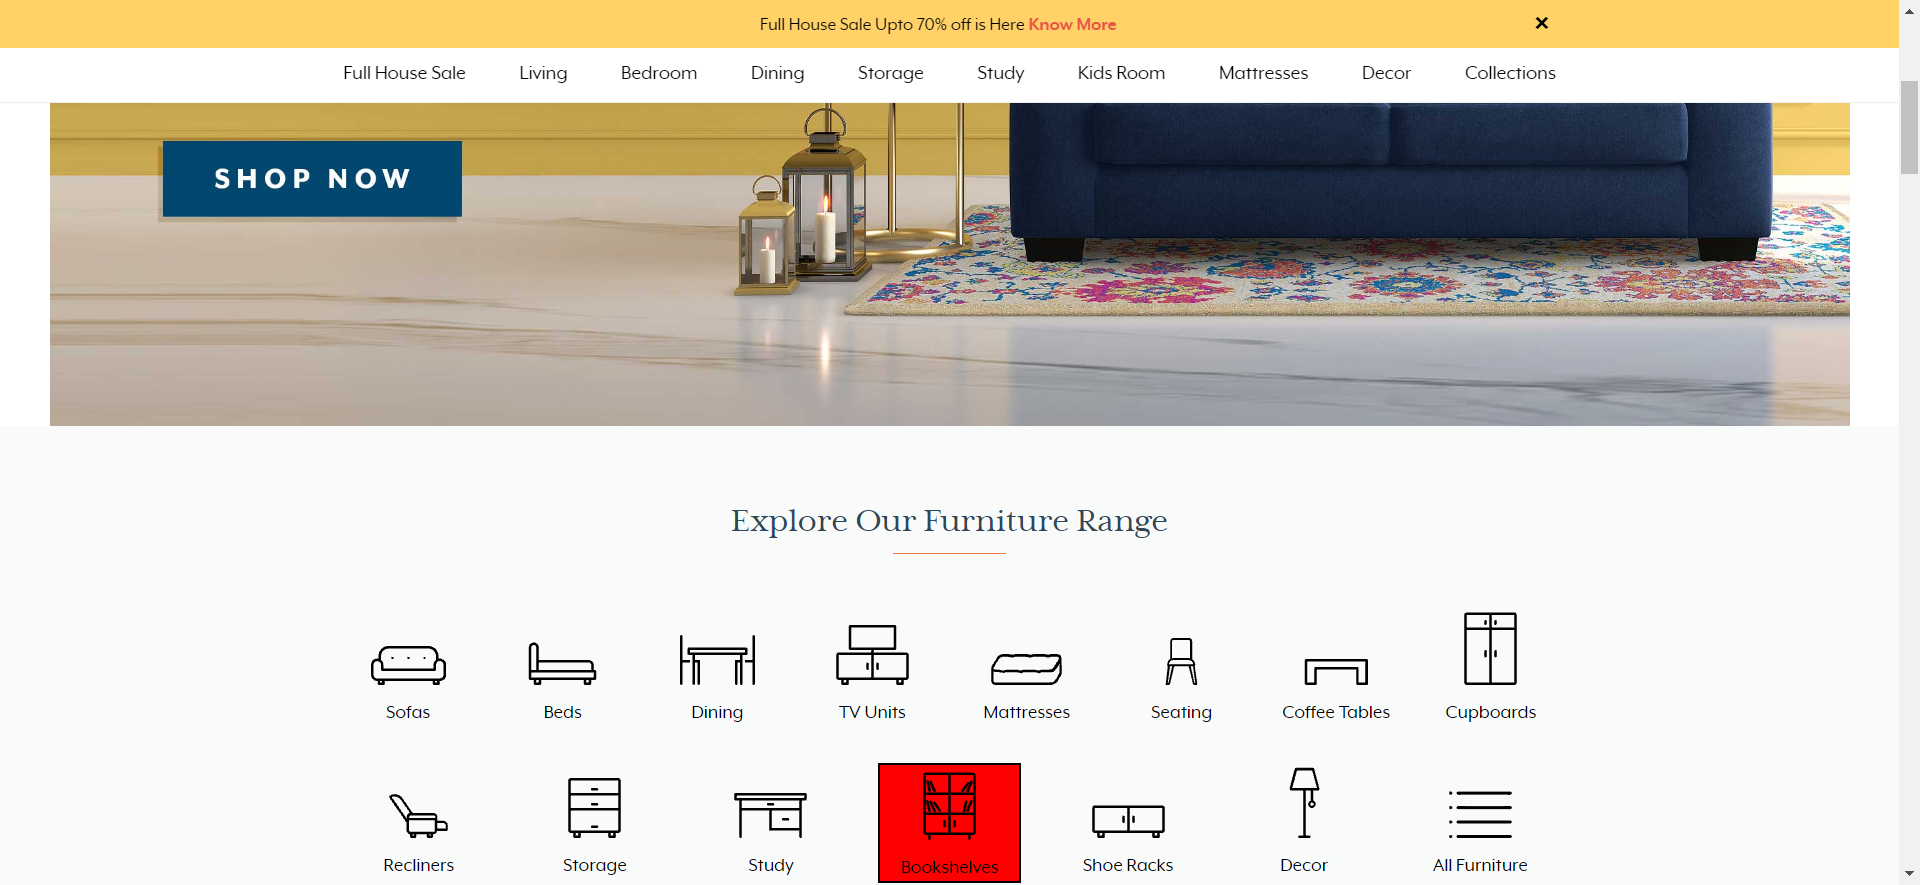 Full House Sale Upto 70% off is Here Know More
Full House Sale Living Bedroom Dining Storage Study Kids Room Mattresses Decor Collections
SHOP NOW
Explore Our Furniture Range
Sofas Beds Dining TV Units Mattresses Seating Coffee Tables Cupboards
Recliners Storage Study Bookshelves Shoe Racks Decor All Furniture